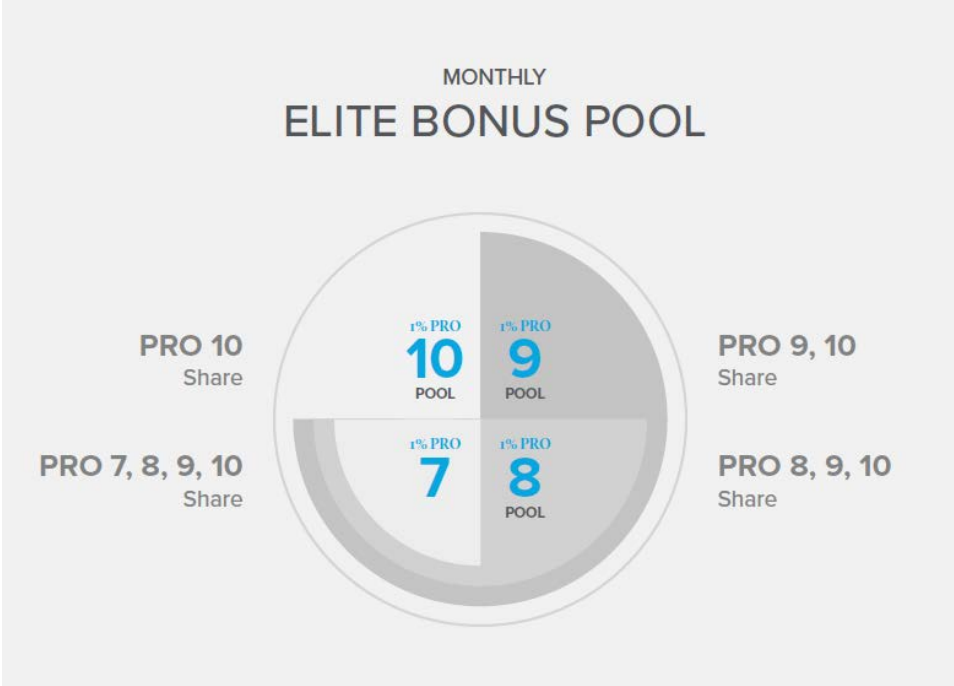 MONTHLY
ELITE BONUS POOL
PRO 10
Share
1% PRO
10
POOL
1% PRO
9
POOL
PRO 9, 10
Share
PRO 7, 8, 9, 10
Share
1% PRO
7
1% PRO
8
POOL
PRO 8, 9, 10
Share